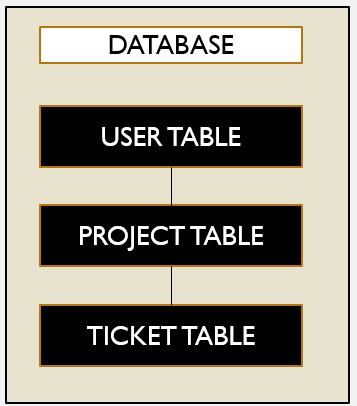 DATABASE
USER TABLE
PROJECT TABLE
TICKET TABLE